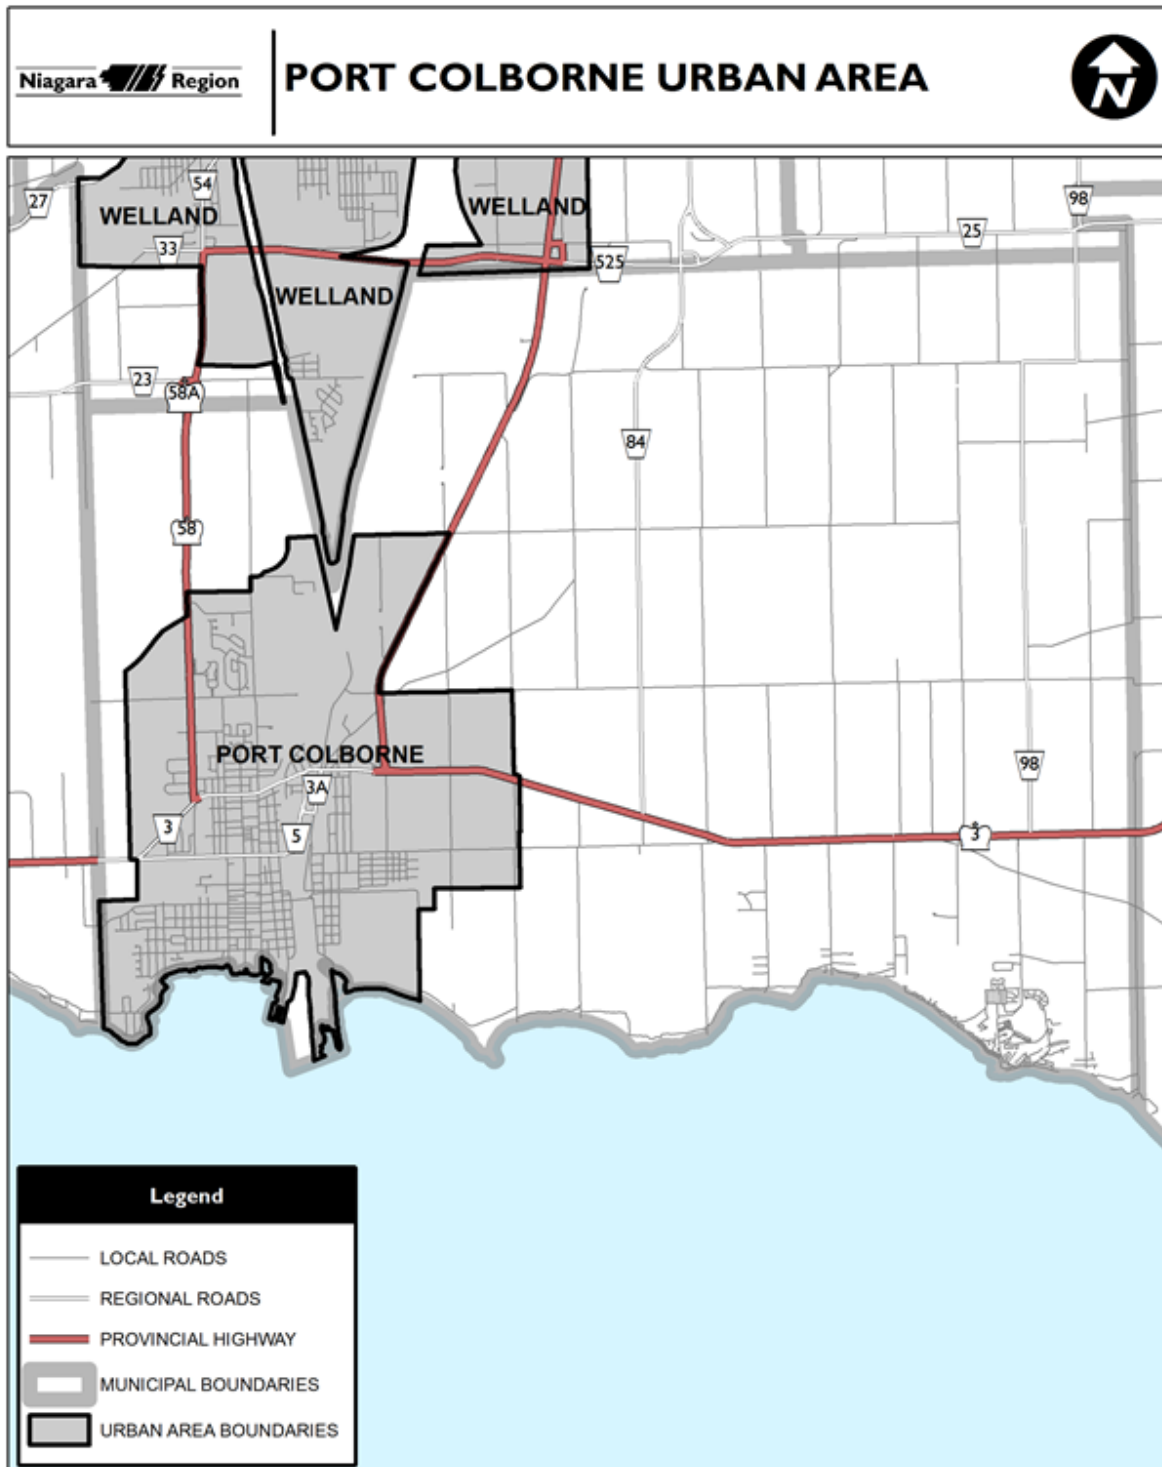 Niagara Region
PORT COLBORNE URBAN AREA
N
27
54
98
WELLAND
WELLAND
33
25
525
WELLAND
23
58A
84
58
PORT COLBORNE
98
3A
3
5
3
Legend
LOCAL ROADS
REGIONAL ROADS
PROVINCIAL HIGHWAY
MUNICIPAL BOUNDARIES
URBAN AREA BOUNDARIES